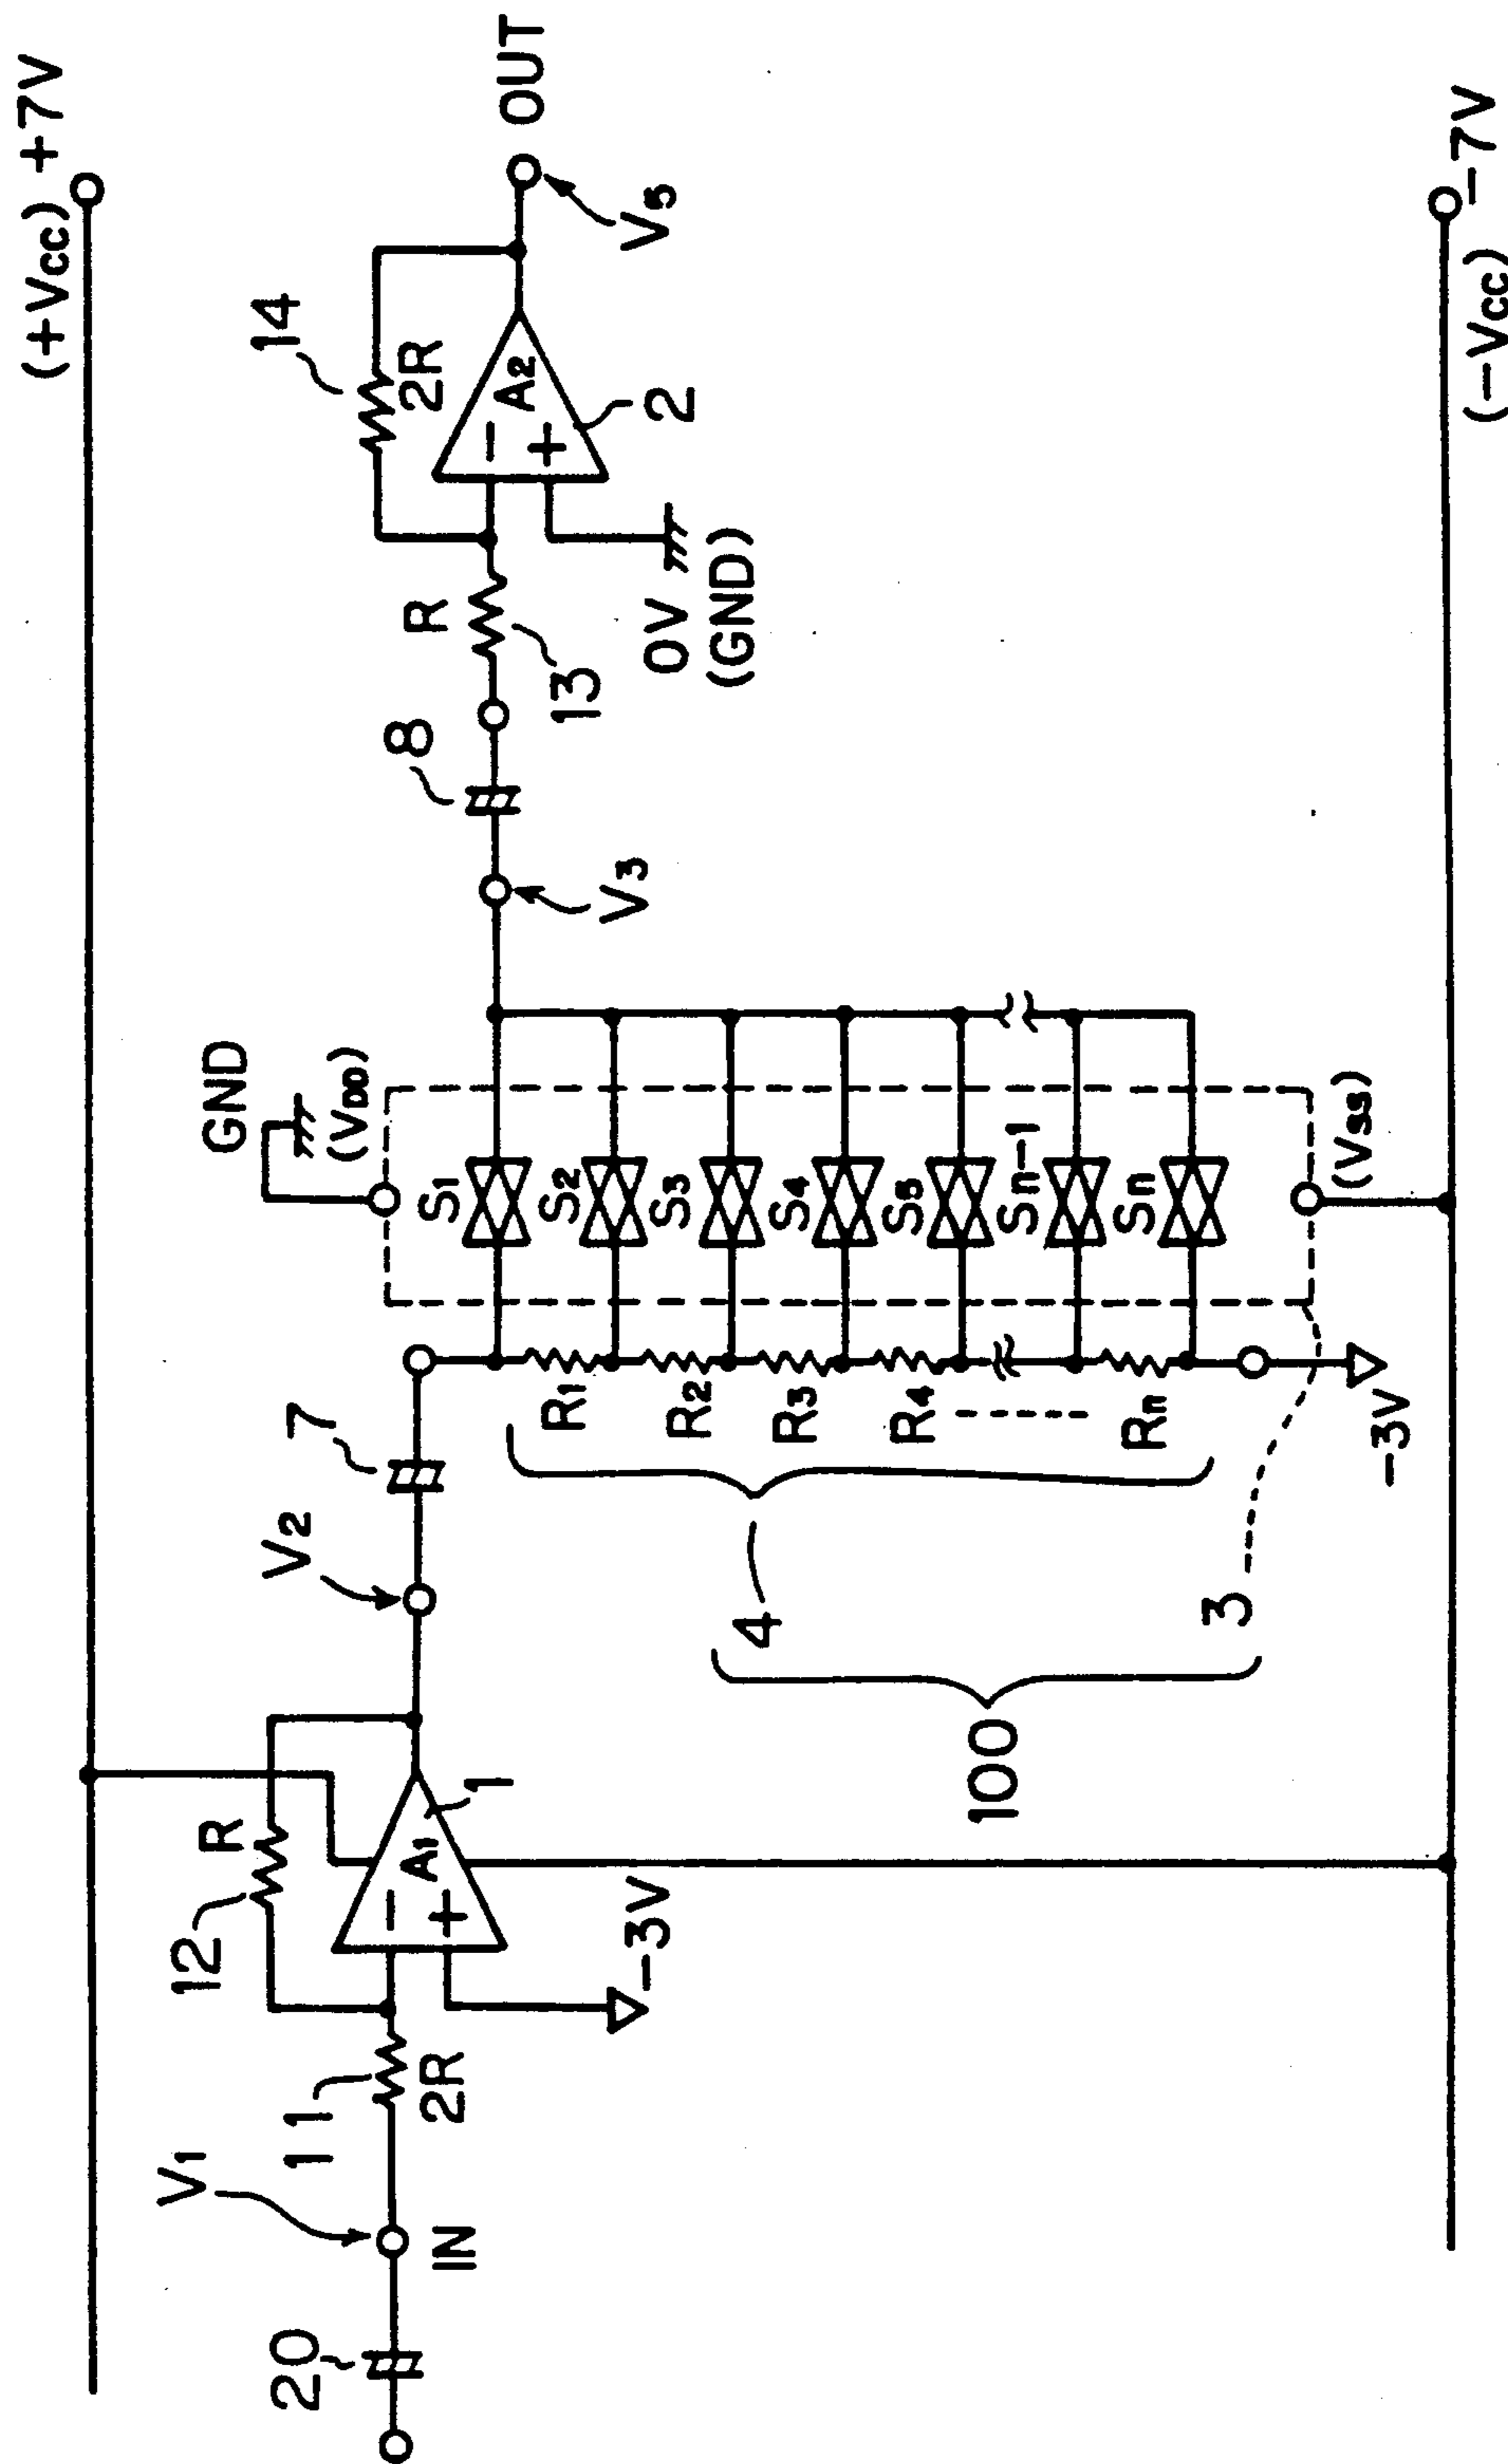 (+Vcc) +7V
20
V1
IN
11
2R
12
R
A1
1
− +
-3V
V2
7
100
4
3
R1
R2
R3
R4
Rn
-3V
GND
(VDD)
S1
S2
S3
S4
S5
Sn-1
Sn
(Vss)
V3
8
R
13
0V
(GND)
14
2R
A2
− +
2
V5
OUT
(-Vcc) -7V